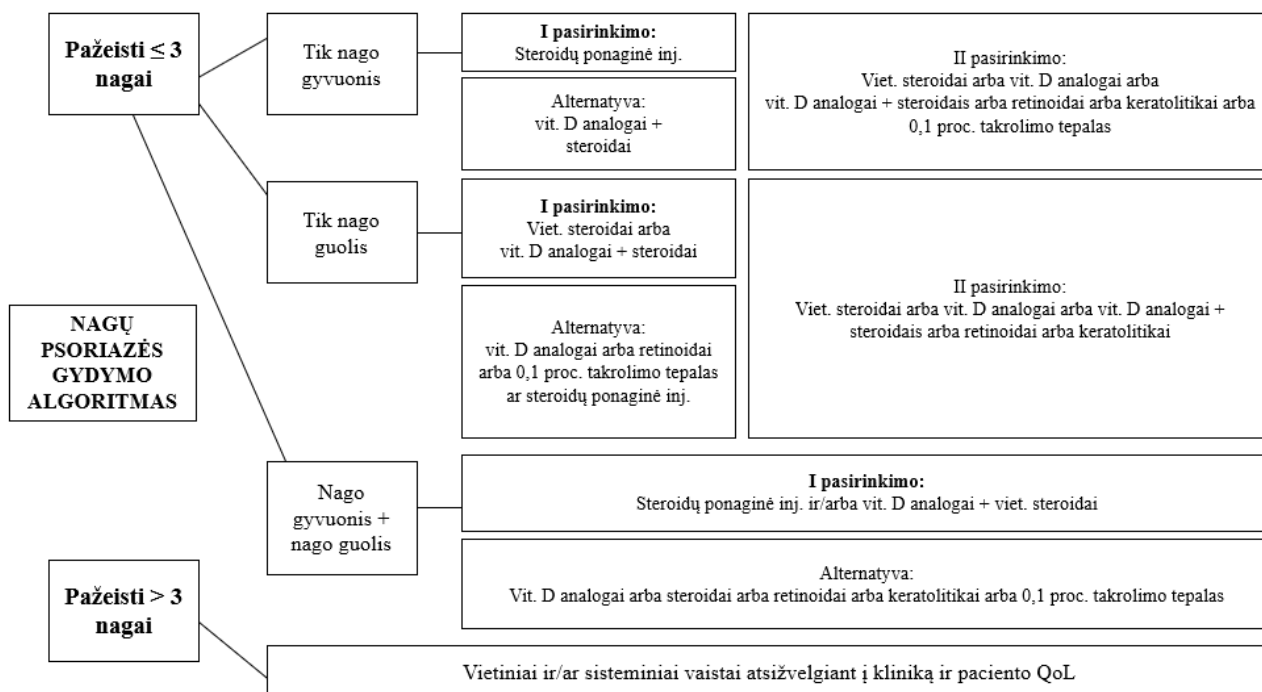 Pažeisti ≤ 3
nagai
Tik nago
gyvuonis
I pasirinkimo:
Steroidų ponaginė inj.
Alternatyva:
vit. D analogai +
steroidai
II pasirinkimo:
Viet. steroidai arba vit. D analogai arba
vit. D analogai + steroidais arba retinoidai arba keratolitikai arba
0,1 proc. takrolimo tepalas
Tik nago
guolis
I pasirinkimo:
Viet. steroidai arba
vit. D analogai + steroidai
Alternatyva:
vit. D analogai arba retinoidai
arba 0,1 proc. takrolimo tepalas
ar steroidų ponaginė inj.
II pasirinkimo:
Viet. steroidai arba vit. D analogai arba vit. D analogai +
steroidais arba retinoidai arba keratolitikai
NAGŲ
PSORIAZĖS
GYDYMO
ALGORITMAS
Nago
gyvuonis +
nago guolis
I pasirinkimo:
Steroidų ponaginė inj. ir/arba vit. D analogai + viet. steroidai
Alternatyva:
Vit. D analogai arba steroidai arba retinoidai arba keratolitikai arba 0,1 proc. takrolimo tepalas
Pažeisti > 3
nagai
Vietiniai ir/ar sisteminiai vaistai atsižvelgiant į kliniką ir paciento QoL